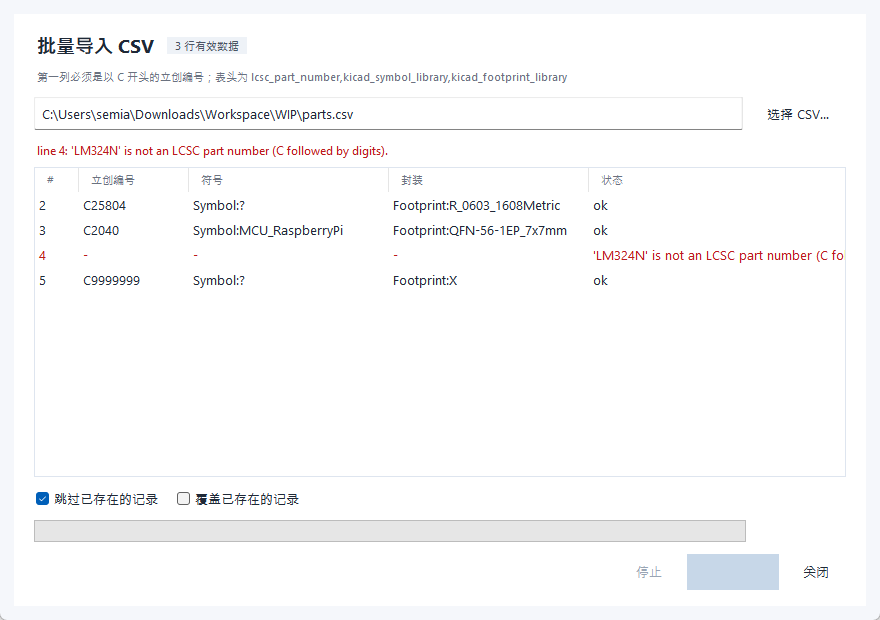 批量导入 CSV 3 行有效数据
第一列必须是以 C 开头的立创编号；表头为 lcsc_part_number,kicad_symbol_library,kicad_footprint_library
C:\Users\semia\Downloads\Workspace\WIP\parts.csv 选择 CSV...
line 4: 'LM324N' is not an LCSC part number (C followed by digits).
# 立创编号 符号 封装 状态
2 C25804 Symbol:? Footprint:R_0603_1608Metric ok
3 C2040 Symbol:MCU_RaspberryPi Footprint:QFN-56-1EP_7x7mm ok
4 - - - 'LM324N' is not an LCSC part number (C fo
5 C9999999 Symbol:? Footprint:X ok
跳过已存在的记录 覆盖已存在的记录
停止 关闭